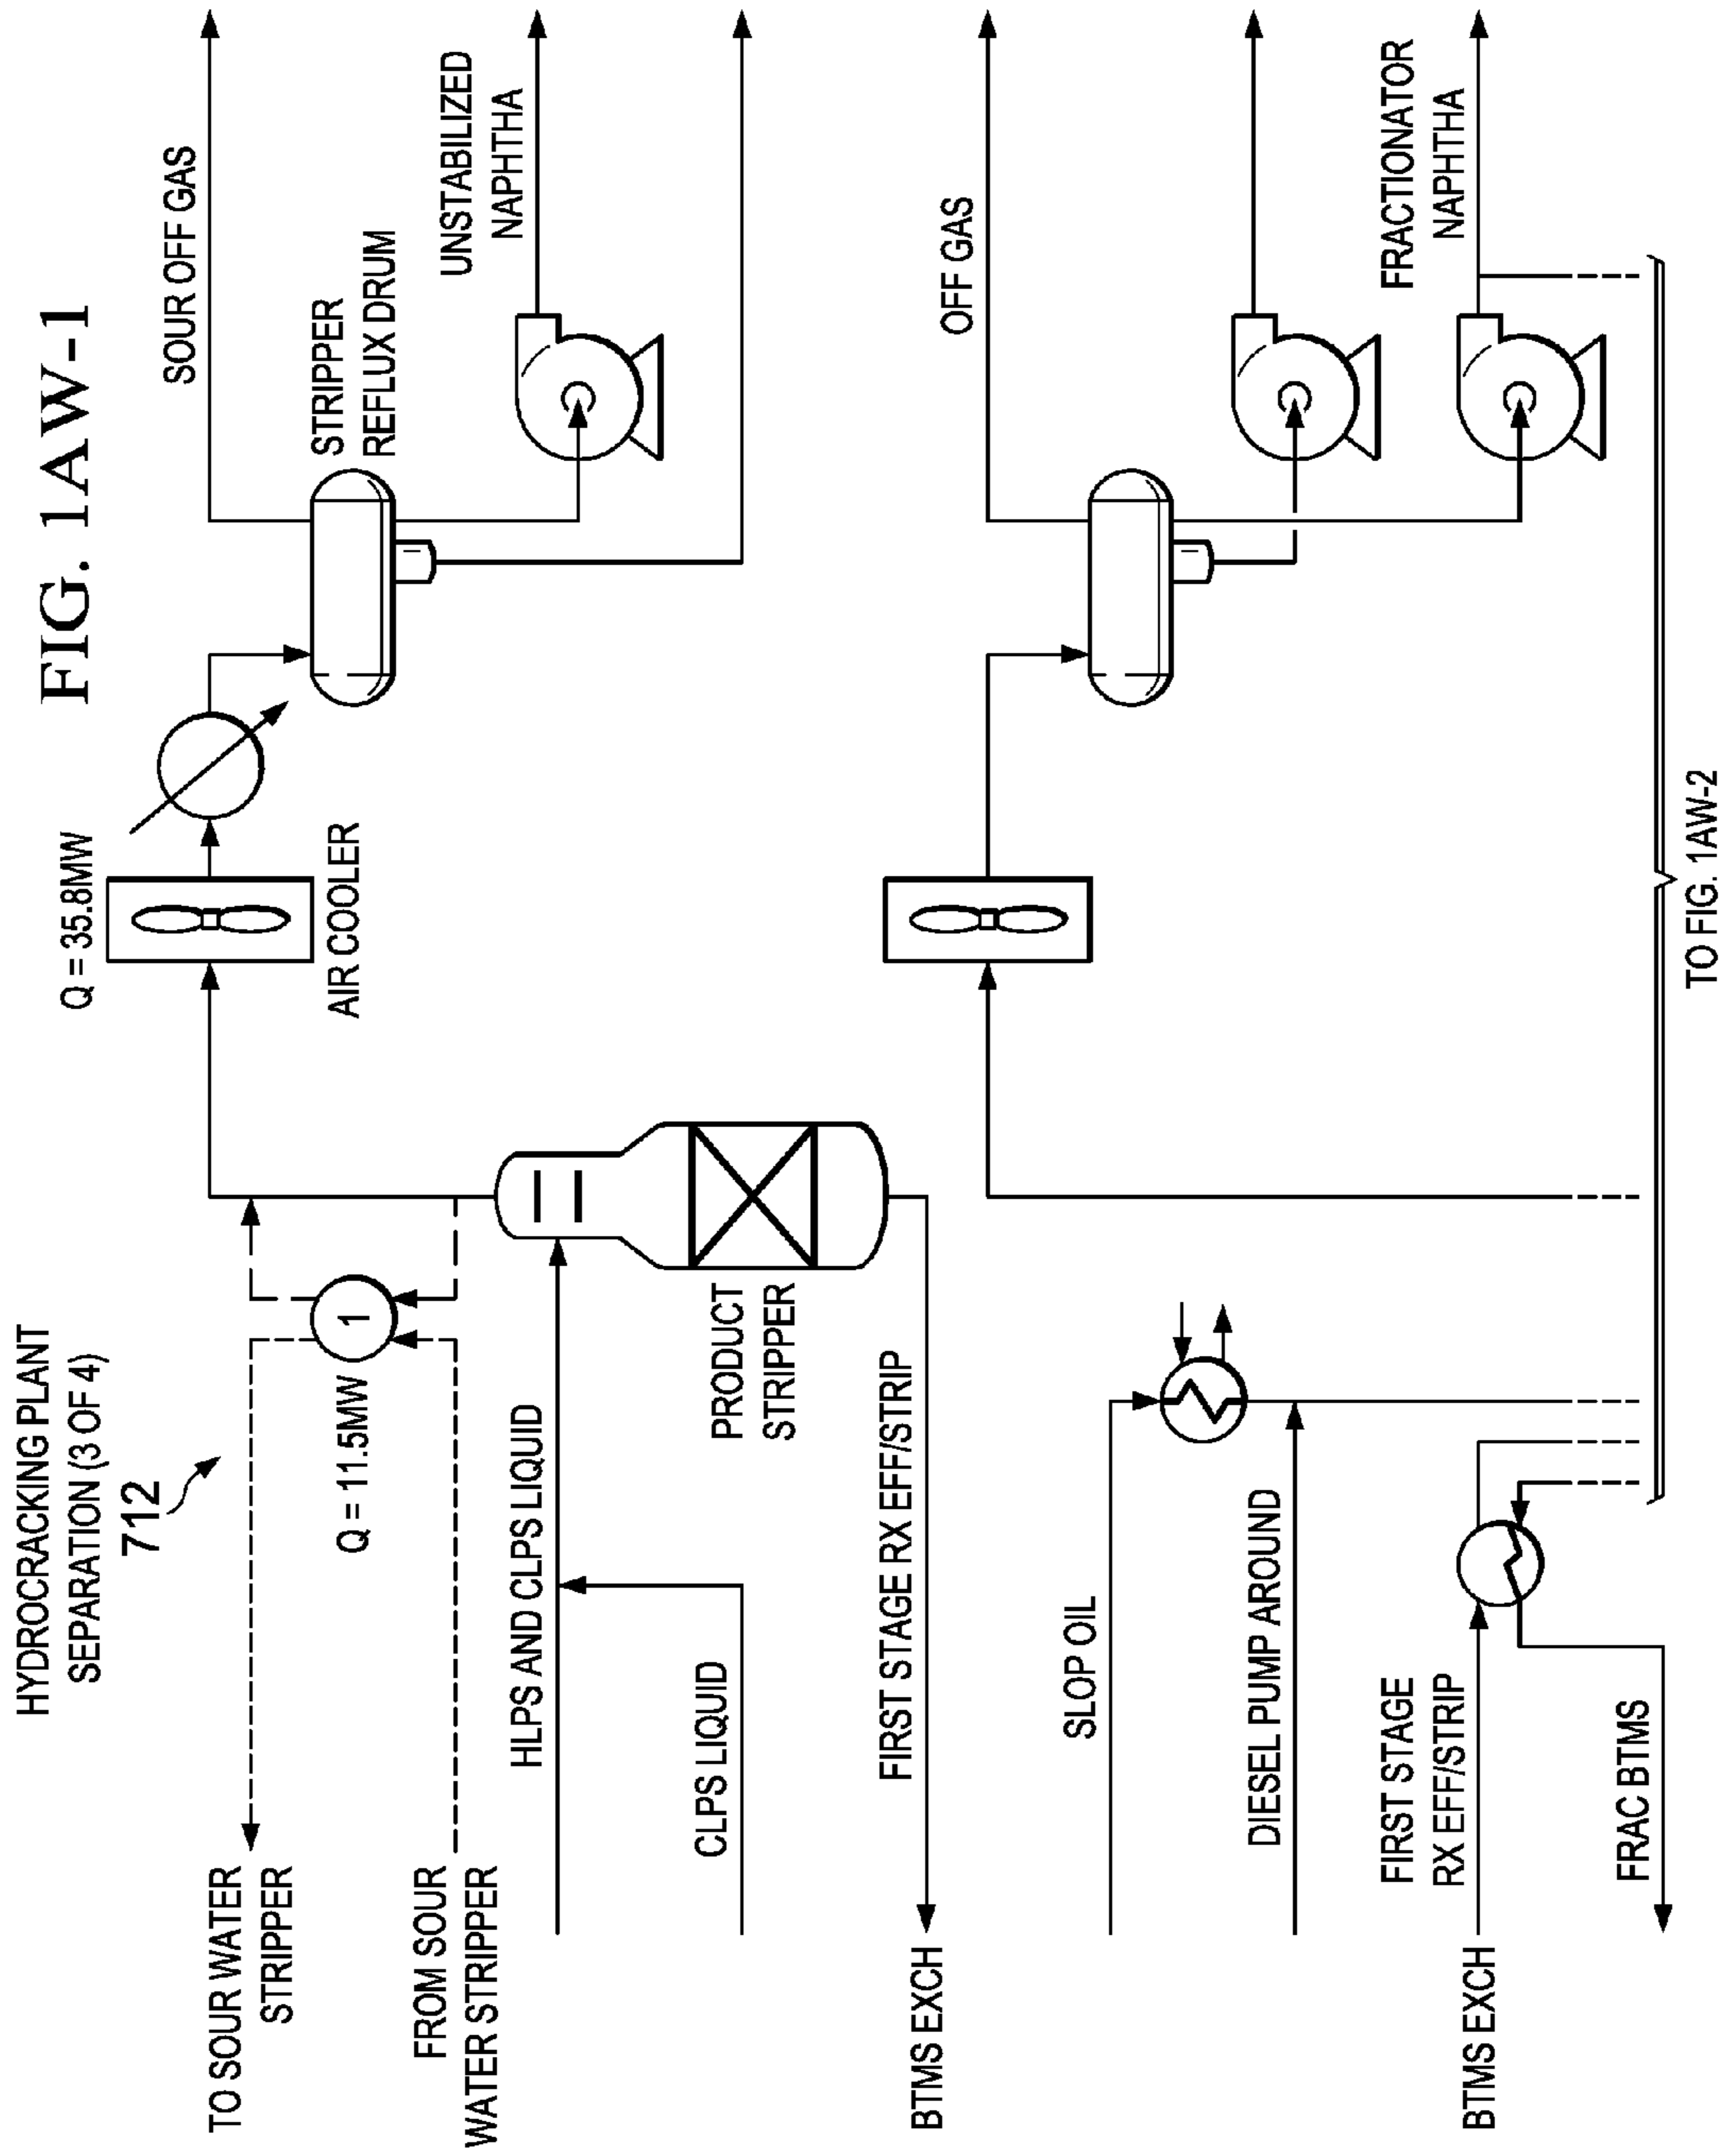 FIG. 1AW-1
HYDROCRACKING PLANT
SEPARATION (3 OF 4)
712
TO SOUR WATER
STRIPPER
FROM SOUR
WATER STRIPPER
Q = 11.5MW
1
Q = 35.8MW
AIR COOLER
SOUR OFF GAS
STRIPPER
REFLUX DRUM
UNSTABILIZED
NAPHTHA
HLPS AND CLPS LIQUID
CLPS LIQUID
PRODUCT
STRIPPER
FIRST STAGE RX EFF/STRIP
BTMS EXCH
OFF GAS
SLOP OIL
DIESEL PUMP AROUND
FIRST STAGE
RX EFF/STRIP
BTMS EXCH
FRAC BTMS
FRACTIONATOR
NAPHTHA
TO FIG. 1AW-2